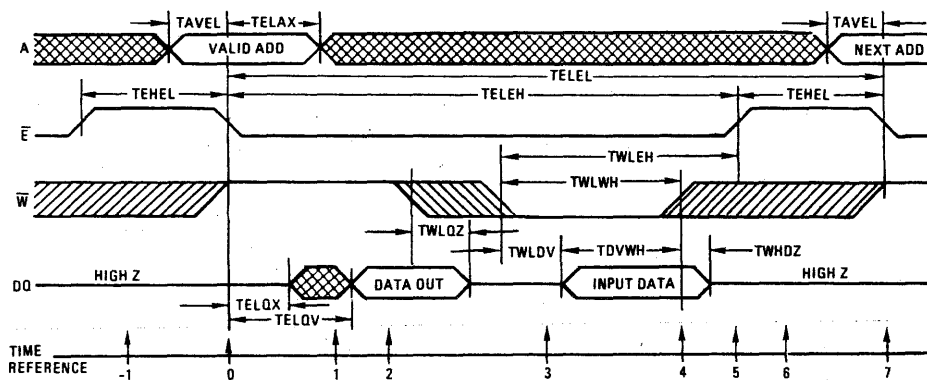 TAVEL TELAX TAVEL
A VALID ADD NEXT ADD
TELEL
TEHEL TELEH TEHEL
E
TWLEH
TWLWH
W
TWLQZ TWLDV TDVWH TWHDZ
DQ HIGH Z DATA OUT INPUT DATA HIGH Z
TELQX
TELQV
TIME
REFERENCE
-1 0 1 2 3 4 5 6 7